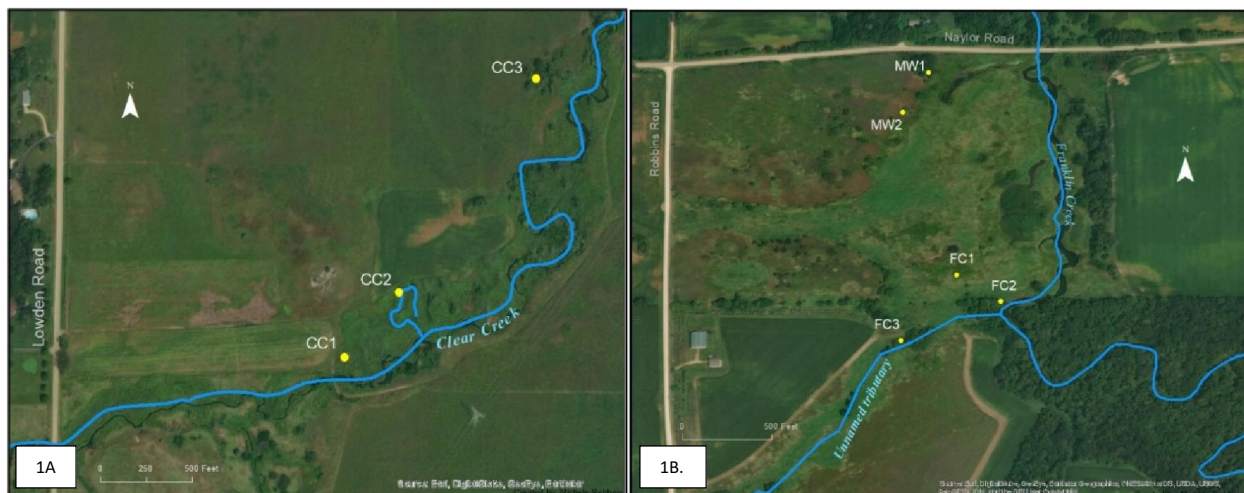 CC3
N
CC2
Clear Creek
CC1
Lowden Road
0 250 500 Feet
1A
Naylor Road
MW1
MW2
N
Robbins Road
Franklin Creek
FC1
FC2
FC3
Unnamed tributary
0 500 Feet
1B.